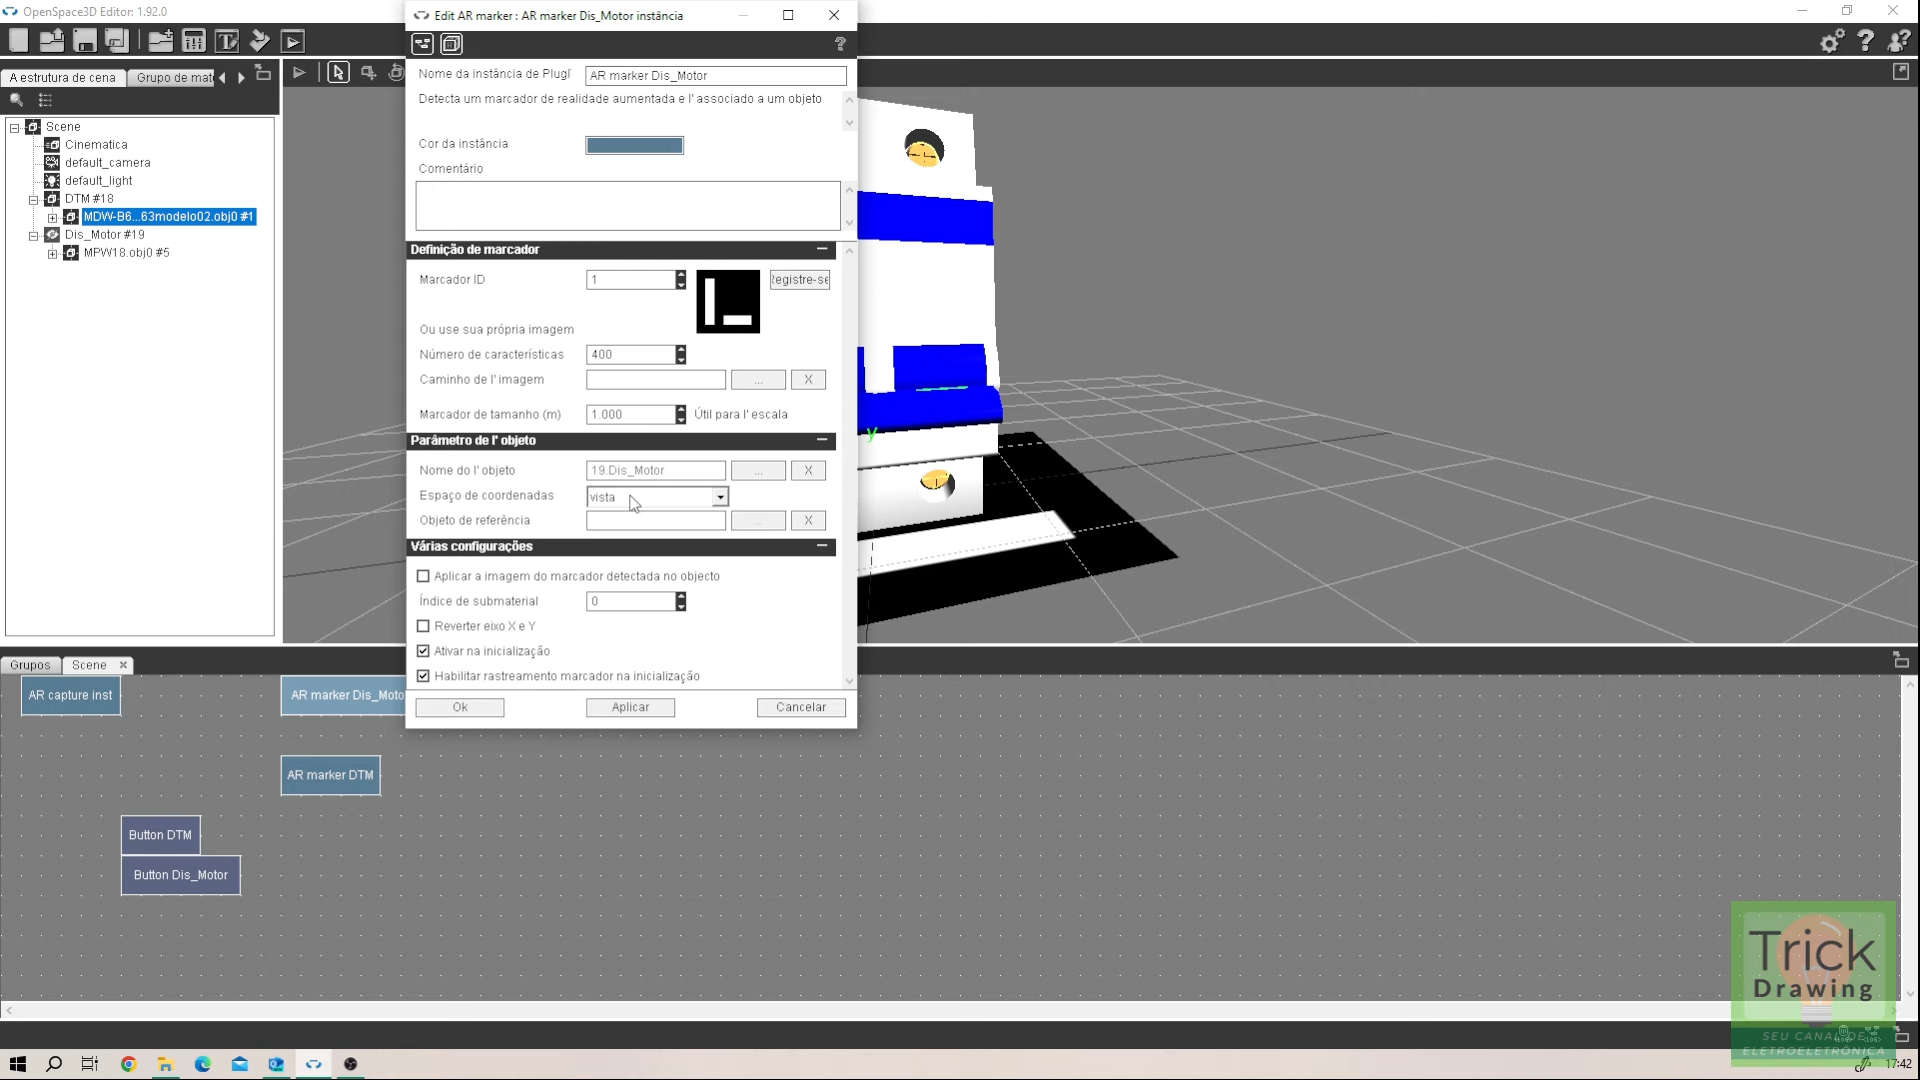 OpenSpace3D Editor: 1.92.0
Edit AR marker : AR marker Dis_Motor instância
A estrutura de cena
Grupo de mat
Nome da instância de Plugi
AR marker Dis_Motor
Detecta um marcador de realidade aumentada e l' associado a um objeto
Cor da instância
Comentário
Scene
Cinematica
default_camera
default_light
DTM #18
MDW-B6...63modelo02.obj0 #1
Dis_Motor #19
MPW18.obj0 #5
Definição de marcador
Marcador ID
1
Registre-se
Ou use sua própria imagem
Número de características
400
Caminho de l' imagem
...
X
Marcador de tamanho (m)
1.000
Útil para l' escala
Parâmetro de l' objeto
Nome do l' objeto
19.Dis_Motor
...
X
Espaço de coordenadas
vista
Objeto de referência
...
X
Várias configurações
Aplicar a imagem do marcador detectada no objecto
Índice de submaterial
0
Reverter eixo X e Y
Ativar na inicialização
Habilitar rastreamento marcador na inicialização
Ok
Aplicar
Cancelar
y
Grupos
Scene
AR capture inst
AR marker Dis_Motor
AR marker DTM
Button DTM
Button Dis_Motor
Trick
Drawing
SEU CANAL DE
ELETROELETRÔNICA
17:42